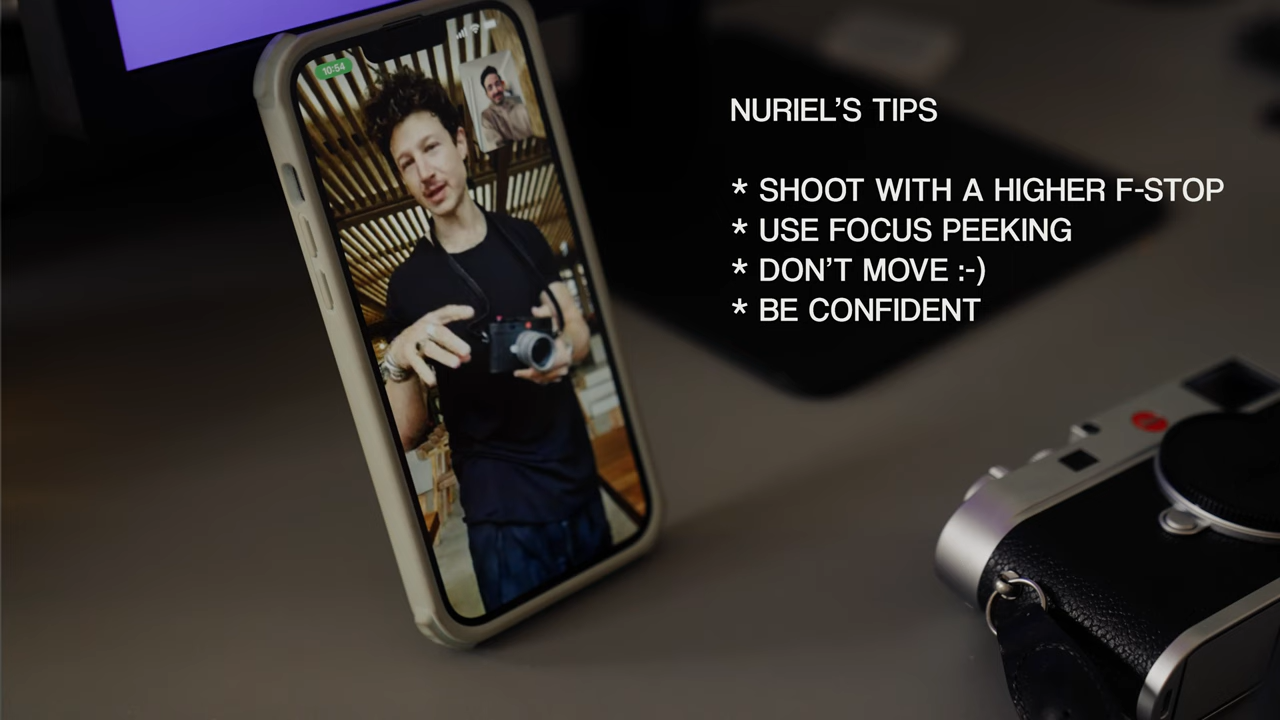 10:54
NURIEL'S TIPS
* SHOOT WITH A HIGHER F-STOP
* USE FOCUS PEEKING
* DON'T MOVE :-)
* BE CONFIDENT